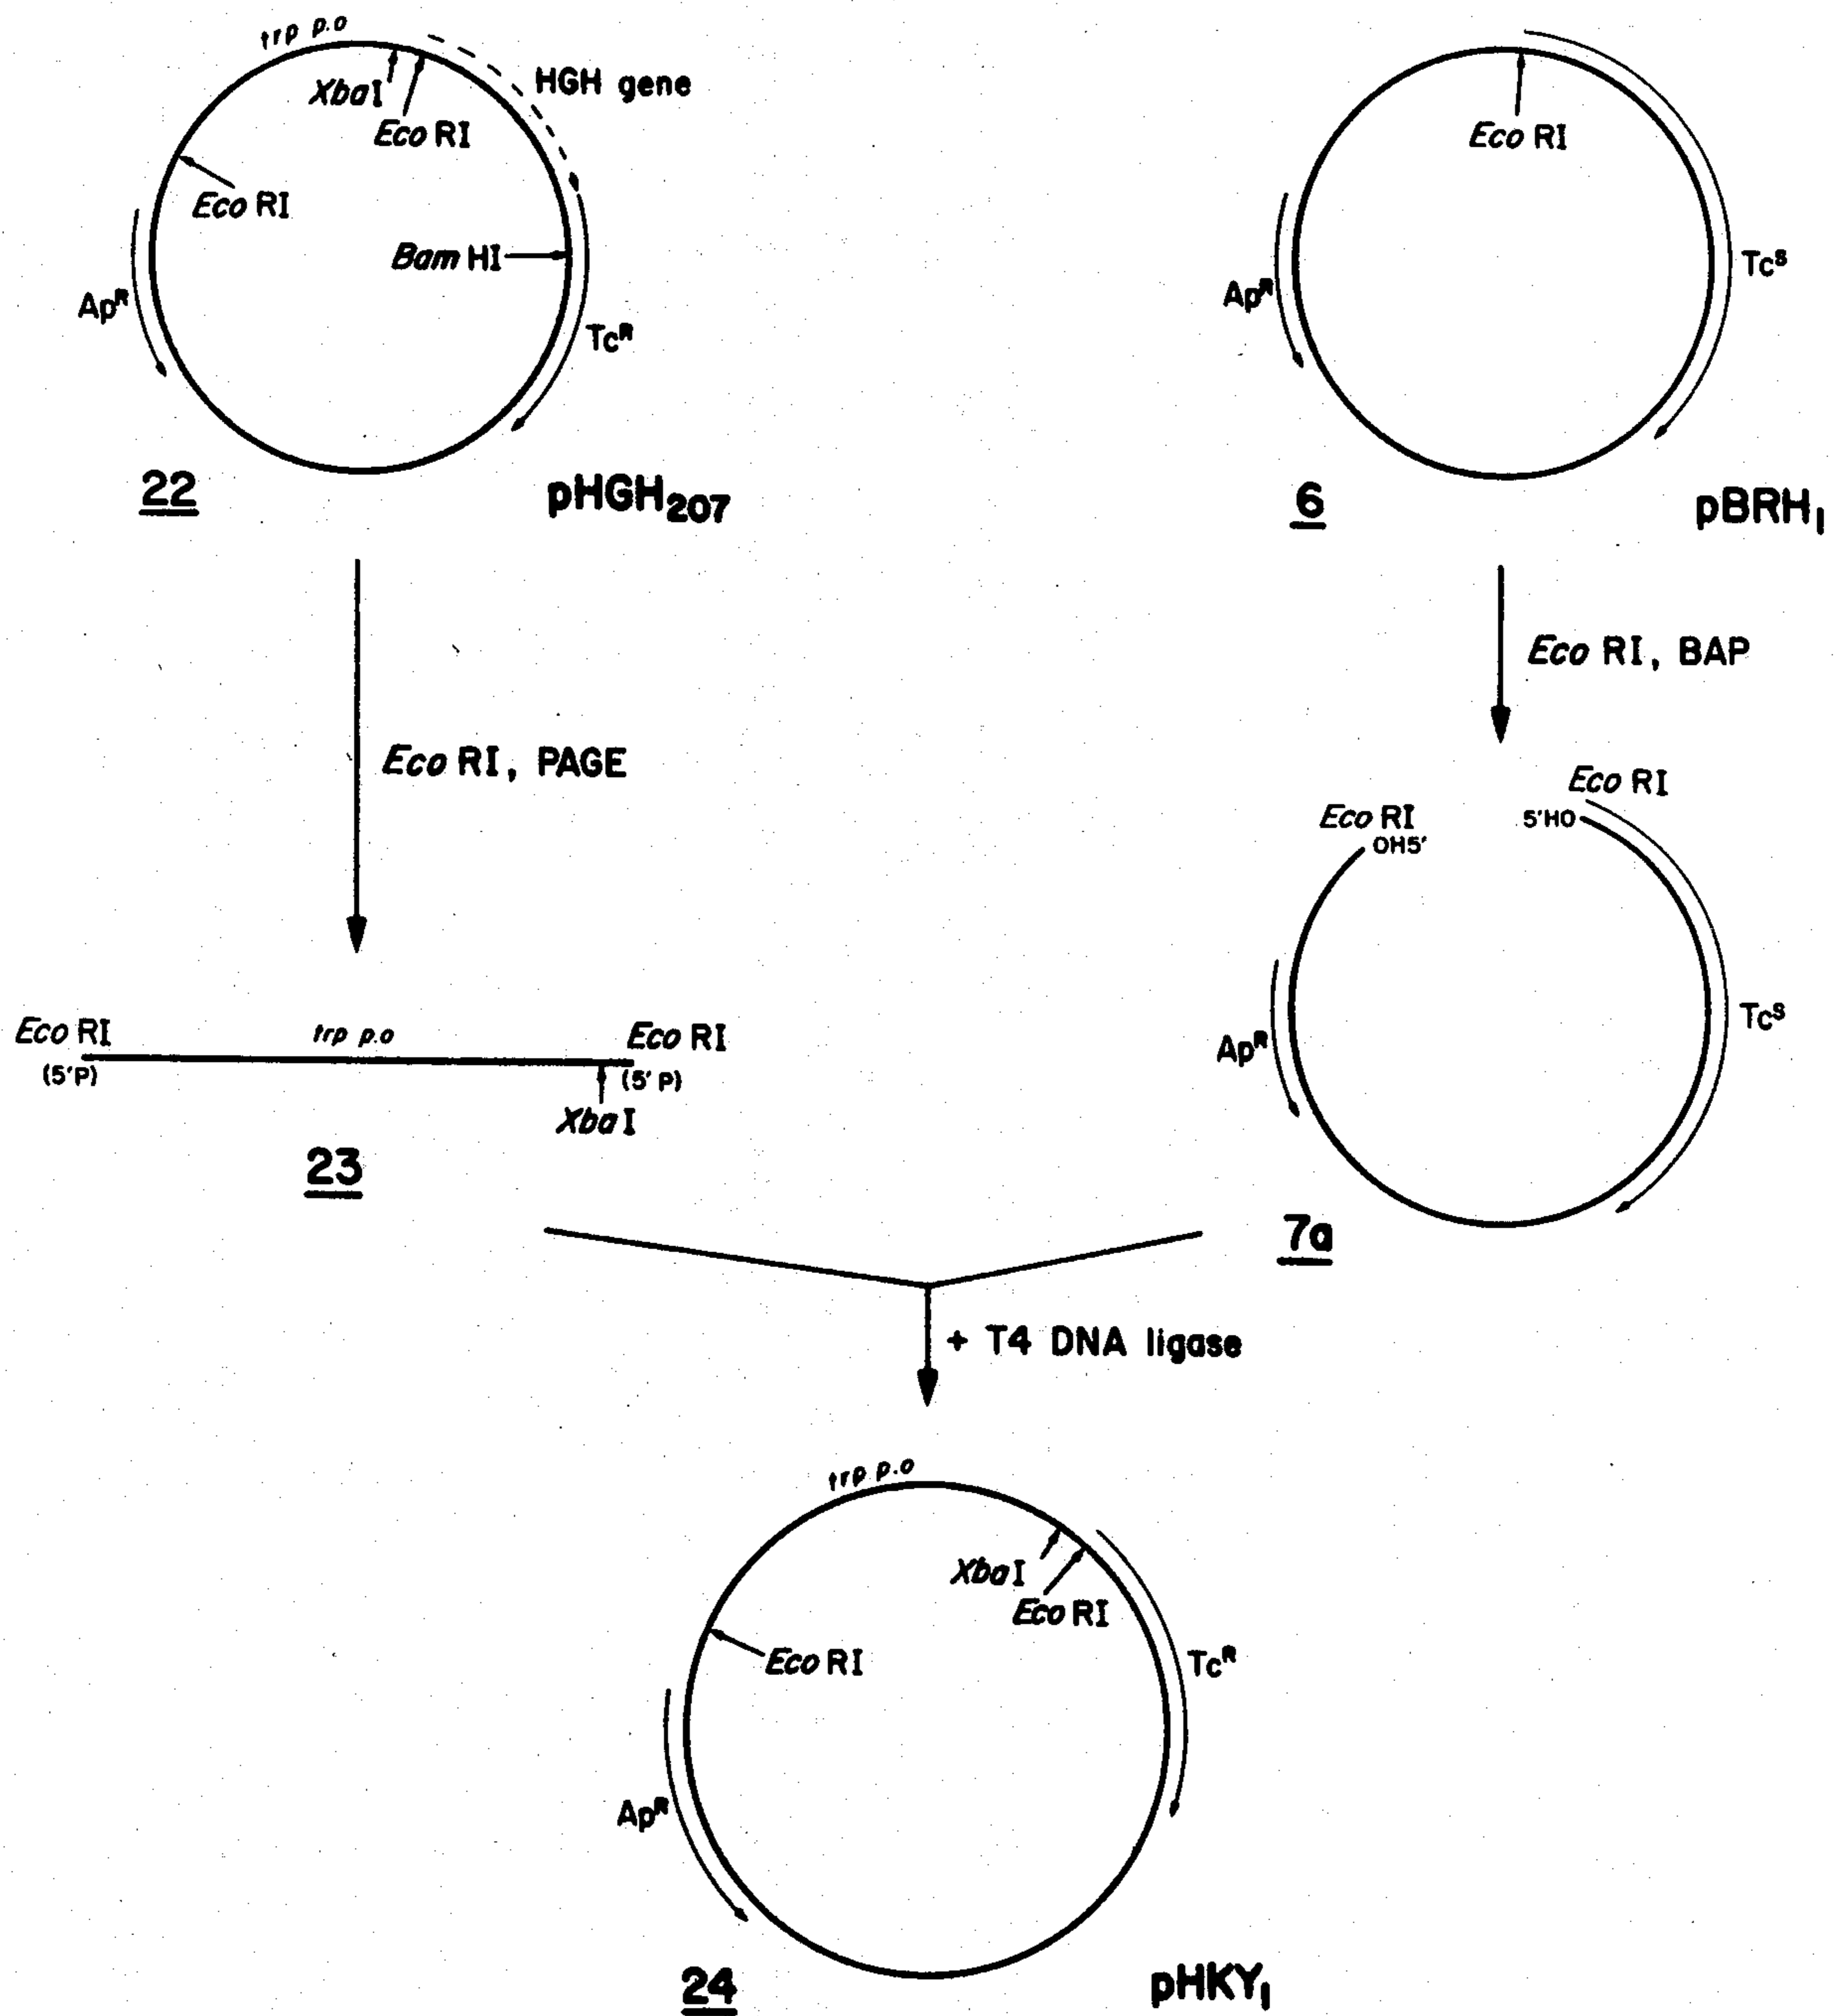 trp p.o
XbaI
EcoRI
HGH gene
EcoRI
BamHI
Apᴿ
Tcᴿ
22
pHGH₂₀₇
EcoRI
Apᴿ
Tcˢ
6
pBRH₁
EcoRI, PAGE
EcoRI, BAP
EcoRI
trp p.o
EcoRI
(5'P)
(5'P)
XbaI
23
EcoRI
OH5'
EcoRI
5'HO
Apᴿ
Tcˢ
7a
+ T4 DNA ligase
trp p.o
XbaI
EcoRI
EcoRI
Tcᴿ
Apᴿ
24
pHKY₁